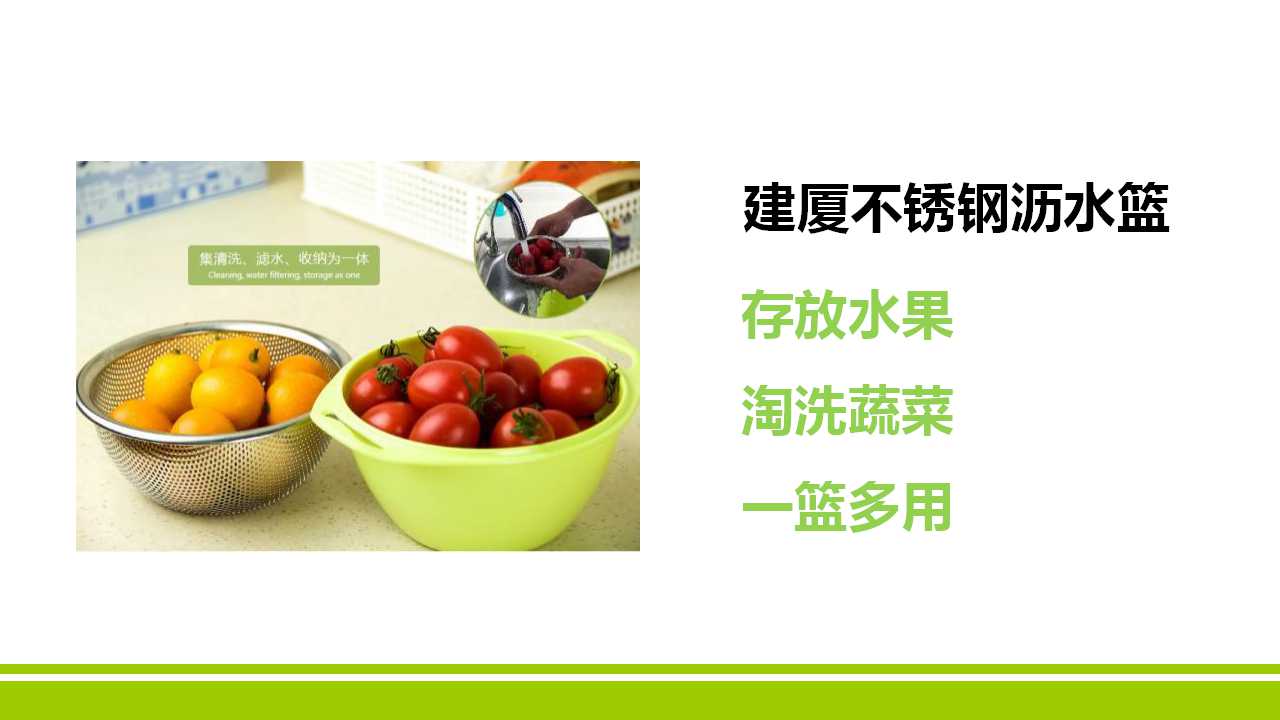 集清洗、滤水、收纳为一体
Cleaning, water filtering, storage as one
建厦不锈钢沥水篮
存放水果
淘洗蔬菜
一篮多用